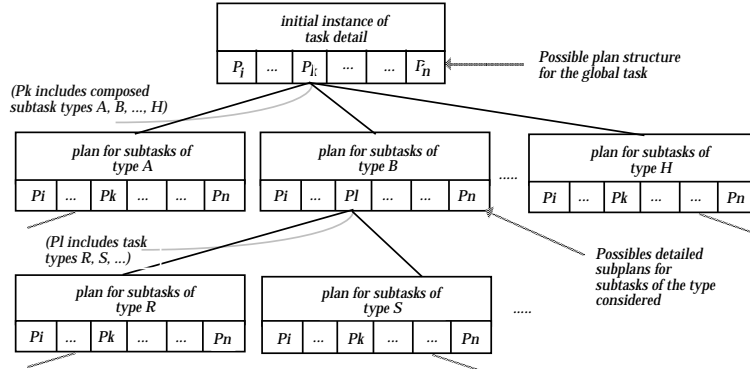 initial instance of
task detail
Pi ... Pk ... ... Pn
Possible plan structure
for the global task
(Pk includes composed
subtask types A, B, ..., H)
plan for subtasks of
type A
Pi ... Pk ... ... Pn
plan for subtasks of
type B
Pi ... Pl ... ... Pn
.....
plan for subtasks of
type H
Pi ... Pk ... ... Pn
(Pl includes task
types R, S, ...)
Possibles detailed
subplans for
subtasks of the type
considered
plan for subtasks of
type R
Pi ... Pk ... ... Pn
plan for subtasks of
type S
Pi ... Pk ... ... Pn
.....